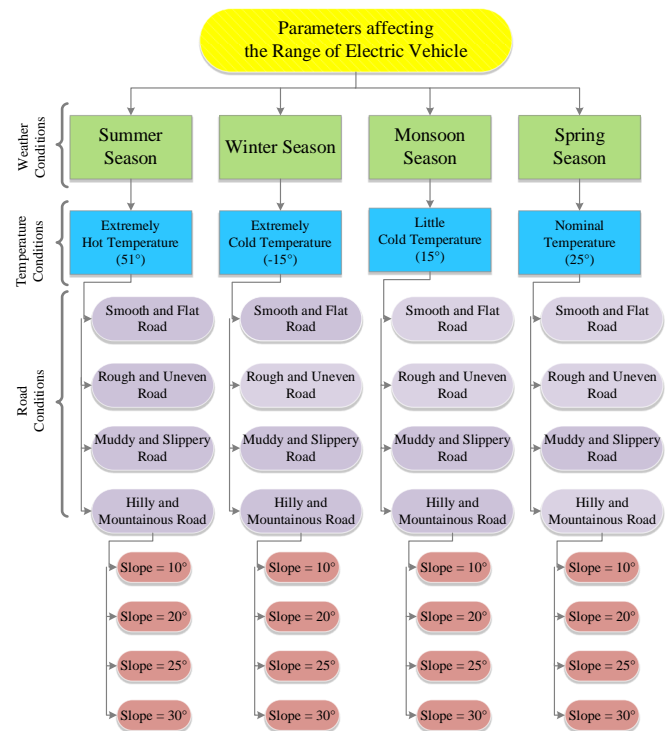 Parameters affecting
the Range of Electric Vehicle
Weather
Conditions
Summer
Season
Winter Season
Monsoon
Season
Spring
Season
Temperature
Conditions
Extremely
Hot Temperature
(51°)
Extremely
Cold Temperature
(-15°)
Little
Cold Temperature
(15°)
Nominal
Temperature
(25°)
Road
Conditions
Smooth and Flat
Road
Smooth and Flat
Road
Smooth and Flat
Road
Smooth and Flat
Road
Rough and Uneven
Road
Rough and Uneven
Road
Rough and Uneven
Road
Rough and Uneven
Road
Muddy and Slippery
Road
Muddy and Slippery
Road
Muddy and Slippery
Road
Muddy and Slippery
Road
Hilly and
Mountainous Road
Hilly and
Mountainous Road
Hilly and
Mountainous Road
Hilly and
Mountainous Road
Slope = 10°
Slope = 10°
Slope = 10°
Slope = 10°
Slope = 20°
Slope = 20°
Slope = 20°
Slope = 20°
Slope = 25°
Slope = 25°
Slope = 25°
Slope = 25°
Slope = 30°
Slope = 30°
Slope = 30°
Slope = 30°